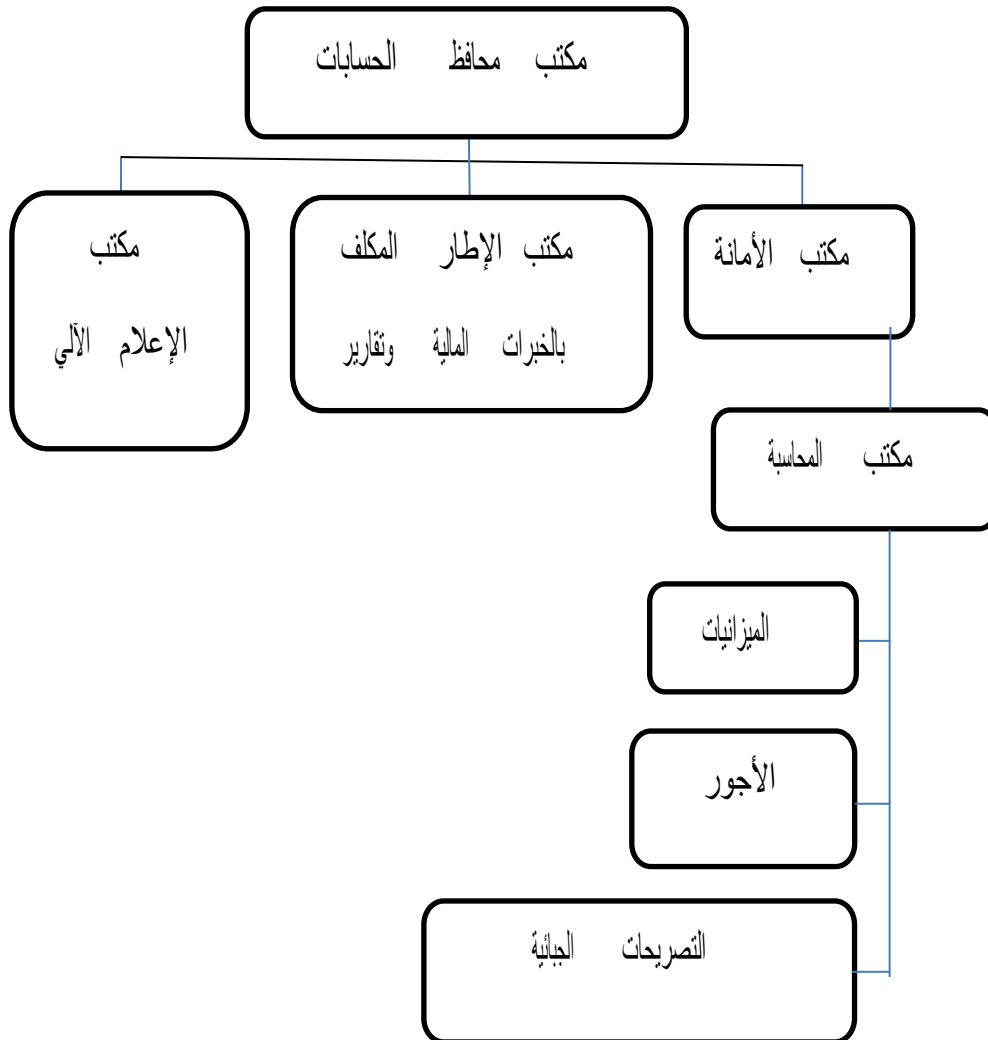 مكتب محافظ الحسابات
مكتب الأمانة
مكتب الإطار المكلف
بالخبرات المالية وتقارير
مكتب
الإعلام الآلي
مكتب المحاسبة
الميزانيات
الأجور
التصريحات الجبائية